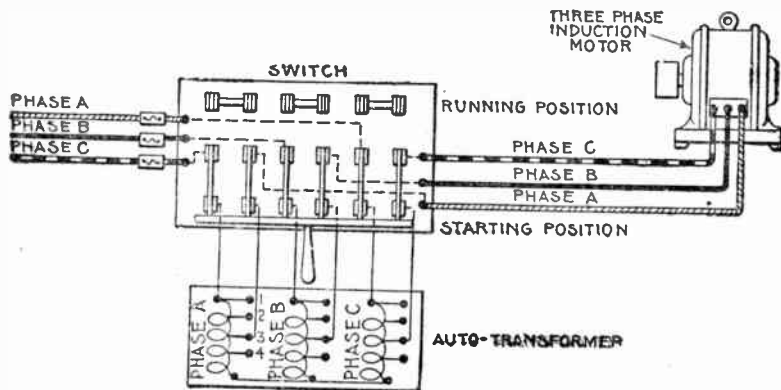 THREE PHASE
INDUCTION
MOTOR
SWITCH
PHASE A
RUNNING POSITION
PHASE B
PHASE C
PHASE C
PHASE B
PHASE A
STARTING POSITION
PHASE A
1
2
3
4
PHASE B
PHASE C
AUTO-TRANSFORMER